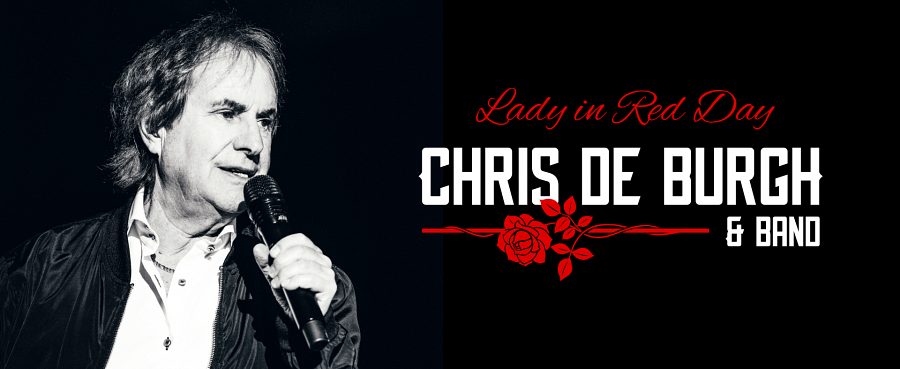 Lady in Red Day
CHRIS DE BURGH
& BAND